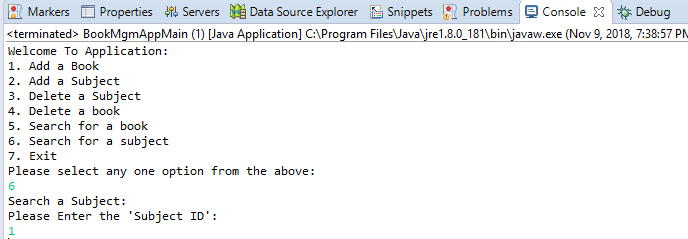 Markers Properties Servers Data Source Explorer Snippets Problems Console Debug
<terminated> BookMgmAppMain (1) [Java Application] C:\Program Files\Java\jre1.8.0_181\bin\javaw.exe (Nov 9, 2018, 7:38:57 PM
Welcome To Application:
1. Add a Book
2. Add a Subject
3. Delete a Subject
4. Delete a book
5. Search for a book
6. Search for a subject
7. Exit
Please select any one option from the above:
6
Search a Subject:
Please Enter the 'Subject ID':
1